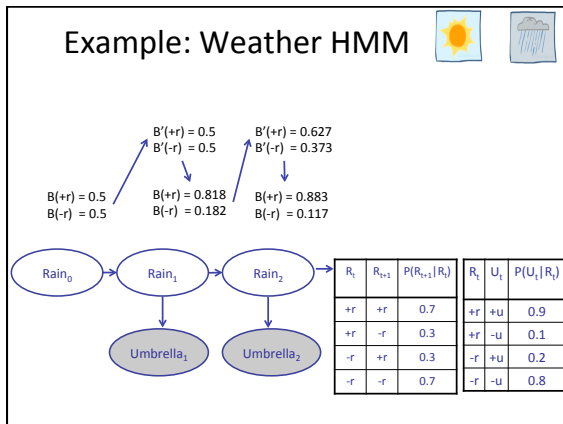 Example: Weather HMM
B'(+r) = 0.5
B'(-r) = 0.5
B'(+r) = 0.627
B'(-r) = 0.373
B(+r) = 0.5
B(-r) = 0.5
B(+r) = 0.818
B(-r) = 0.182
B(+r) = 0.883
B(-r) = 0.117
Rain₀
Rain₁
Rain₂
Umbrella₁
Umbrella₂
Rₜ Rₜ₊₁ P(Rₜ₊₁|Rₜ)
+r +r 0.7
+r -r 0.3
-r +r 0.3
-r -r 0.7
Rₜ Uₜ P(Uₜ|Rₜ)
+r +u 0.9
+r -u 0.1
-r +u 0.2
-r -u 0.8